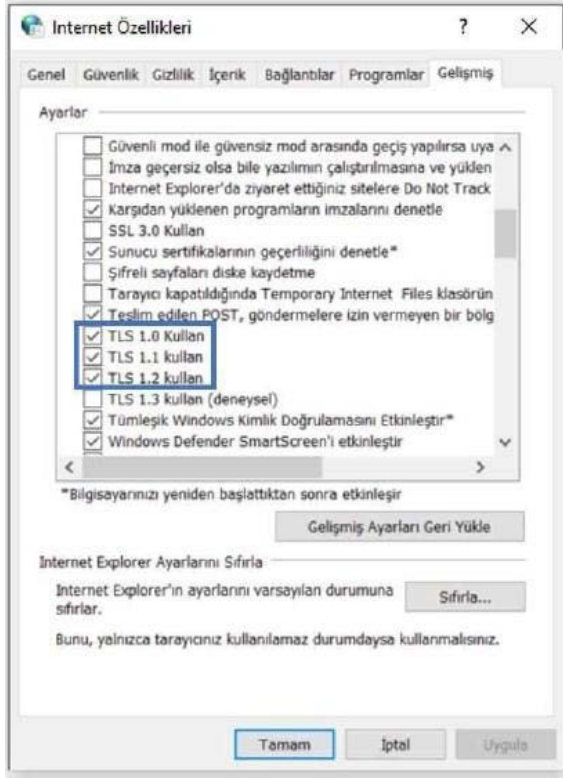 Internet Özellikleri
?
Genel Güvenlik Gizlilik İçerik Bağlantılar Programlar Gelişmiş
Ayarlar
Güvenli mod ile güvensiz mod arasında geçiş yapılırsa uya
İmza geçersiz olsa bile yazılımın çalıştırılmasına ve yüklen
Internet Explorer'da ziyaret ettiğiniz sitelere Do Not Track
Karşıdan yüklenen programların imzalarını denetle
SSL 3.0 Kullan
Sunucu sertifikalarının geçerliliğini denetle*
Şifreli sayfaları diske kaydetme
Tarayıcı kapatıldığında Temporary Internet Files klasörün
Teslim edilen POST, göndermelere izin vermeyen bir bölg
TLS 1.0 Kullan
TLS 1.1 kullan
TLS 1.2 kullan
TLS 1.3 kullan (deneysel)
Tümleşik Windows Kimlik Doğrulamasını Etkinleştir*
Windows Defender SmartScreen'i etkinleştir
*Bilgisayarınızı yeniden başlattıktan sonra etkinleşir
Gelişmiş Ayarları Geri Yükle
Internet Explorer Ayarlarını Sıfırla
Internet Explorer'ın ayarlarını varsayılan durumuna
sıfırlar.
Sıfırla...
Bunu, yalnızca tarayıcınız kullanılamaz durumdaysa kullanmalısınız.
Tamam İptal Uygula